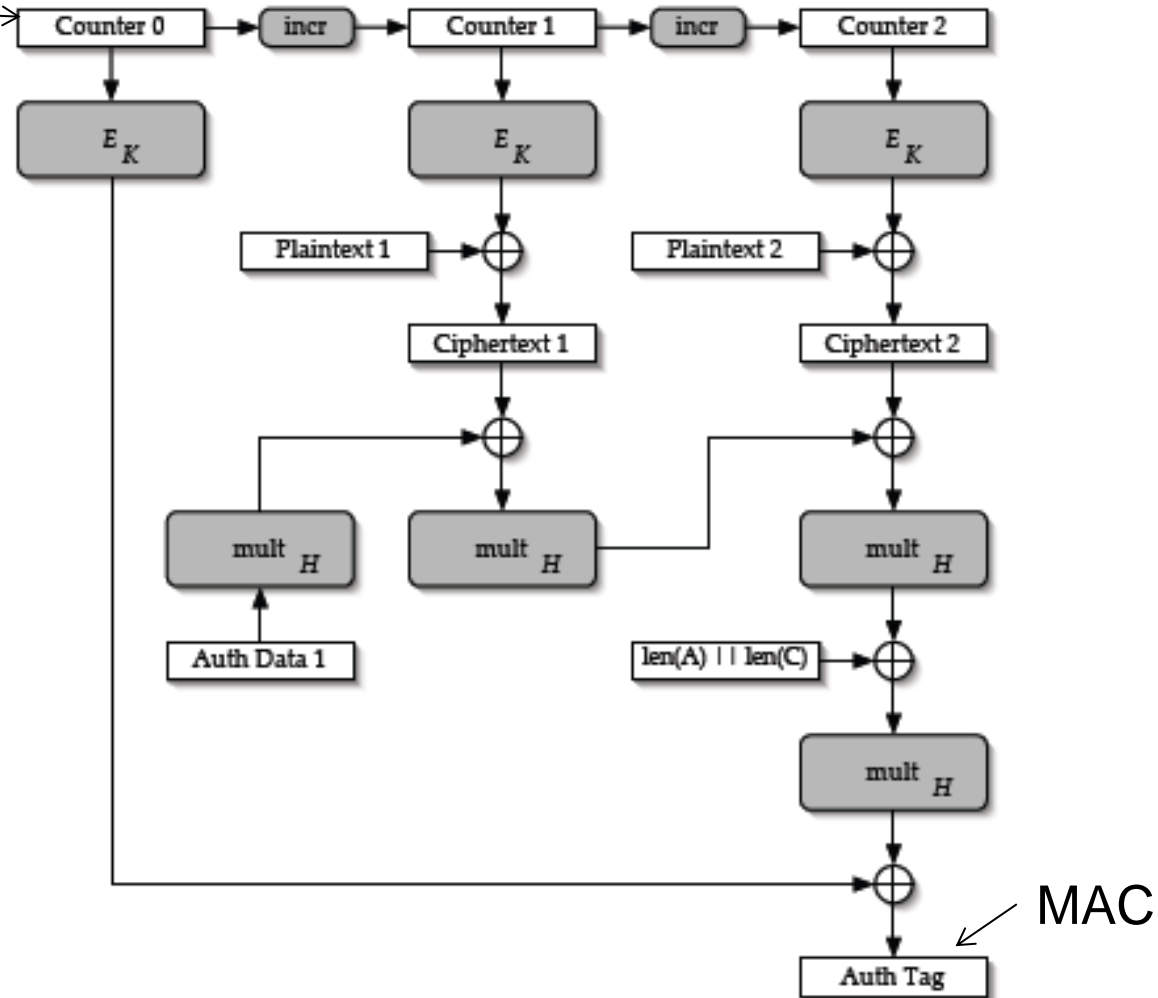 Counter 0
incr
Counter 1
incr
Counter 2
E K
E K
E K
Plaintext 1
Plaintext 2
Ciphertext 1
Ciphertext 2
mult H
mult H
mult H
Auth Data 1
len(A) || len(C)
mult H
MAC
Auth Tag